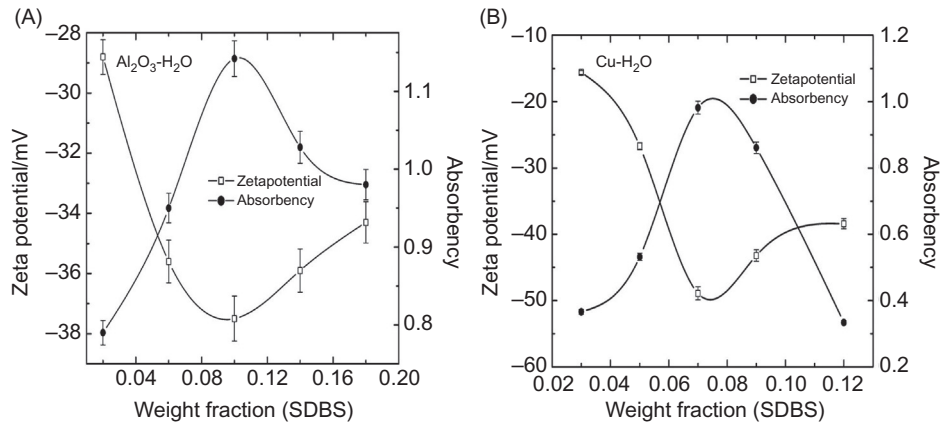 (A)
–28
–29
–30
–32
–33
–34
–36
–37
–38
Zeta potential/mV
Al₂O₃-H₂O
Zetapotential
Absorbency
1.1
1.0
0.9
0.8
Absorbency
0.04 0.08 0.12 0.16 0.20
Weight fraction (SDBS)
(B)
–10
–20
–30
–40
–50
–60
Zeta potential/mV
Cu-H₂O
Zetapotential
Absorbency
1.2
1.0
0.8
0.6
0.4
0.2
Absorbency
0.02 0.04 0.06 0.08 0.10 0.12
Weight fraction (SDBS)